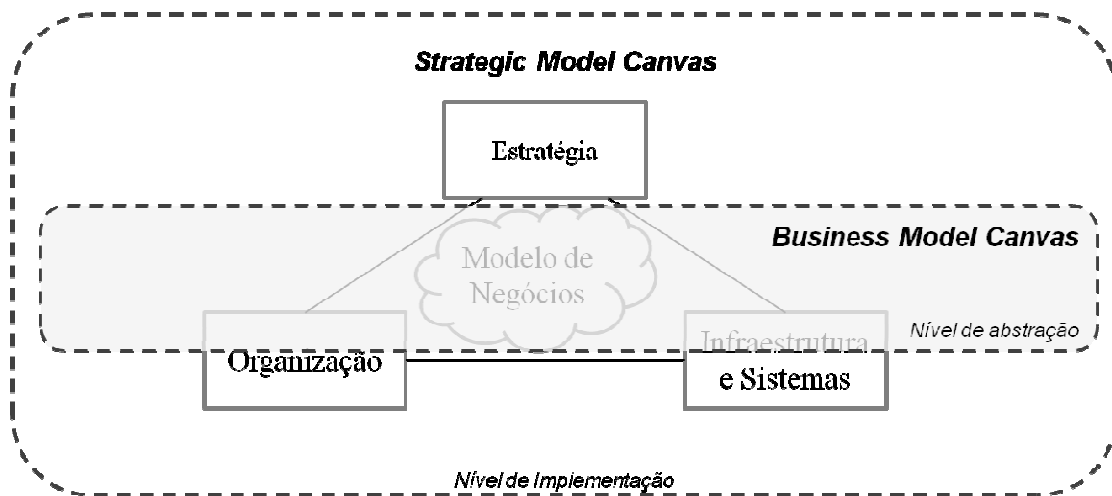 Strategic Model Canvas
Estratégia
Business Model Canvas
Modelo de
Negócios
Nível de abstração
Organização
Infraestrutura
e Sistemas
Nível de Implementação